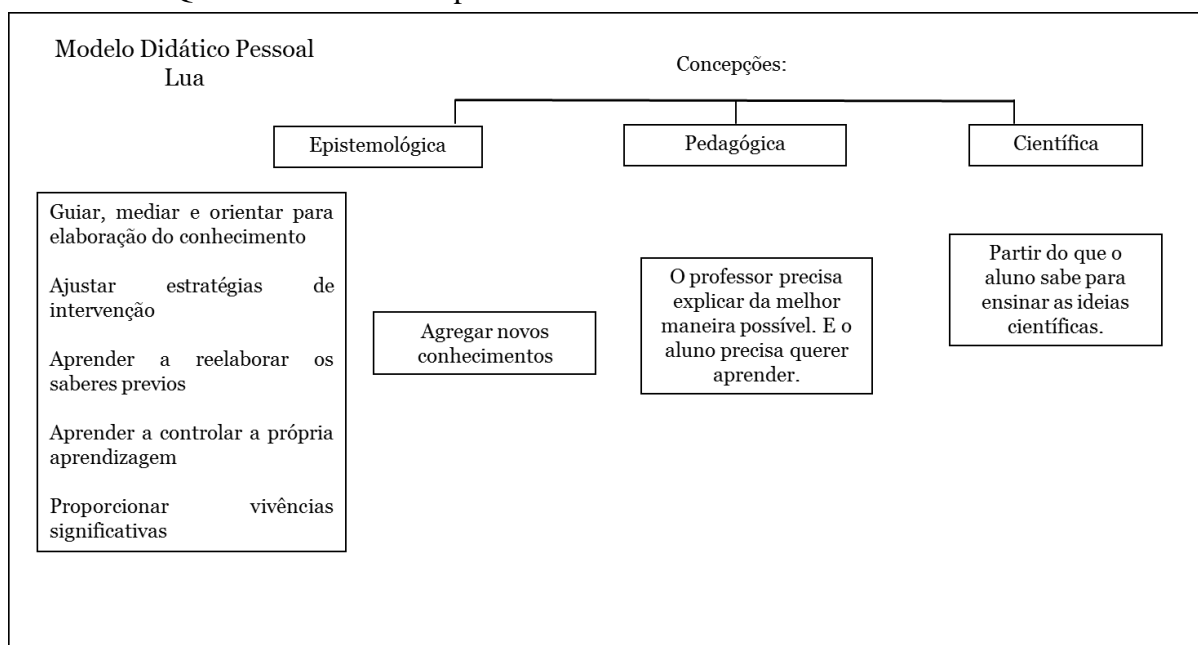 Modelo Didático Pessoal
Lua
Concepções:
Epistemológica
Pedagógica
Científica
Guiar, mediar e orientar para
elaboração do conhecimento
Ajustar estratégias de
intervenção
Aprender a reelaborar os
saberes previos
Aprender a controlar a própria
aprendizagem
Proporcionar vivências
significativas
Agregar novos
conhecimentos
O professor precisa
explicar da melhor
maneira possível. E o
aluno precisa querer
aprender.
Partir do que o
aluno sabe para
ensinar as ideias
científicas.